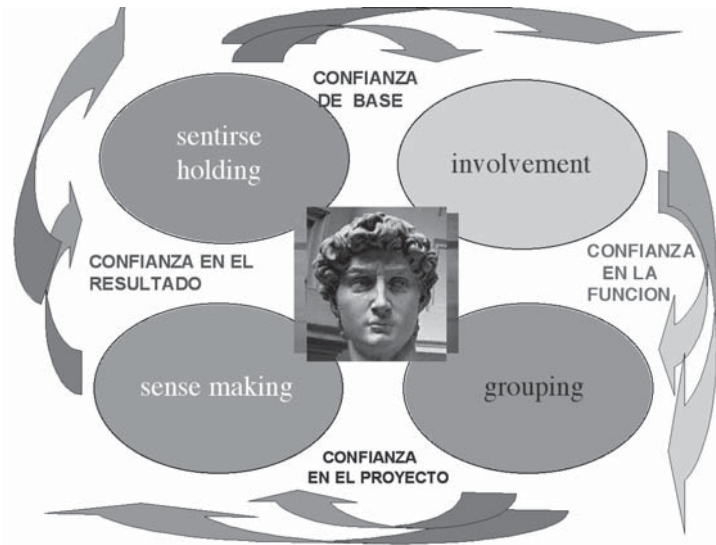 CONFIANZA
DE BASE
sentirse
holding
involvement
CONFIANZA EN EL
RESULTADO
CONFIANZA
EN LA
FUNCION
sense making
grouping
CONFIANZA
EN EL PROYECTO